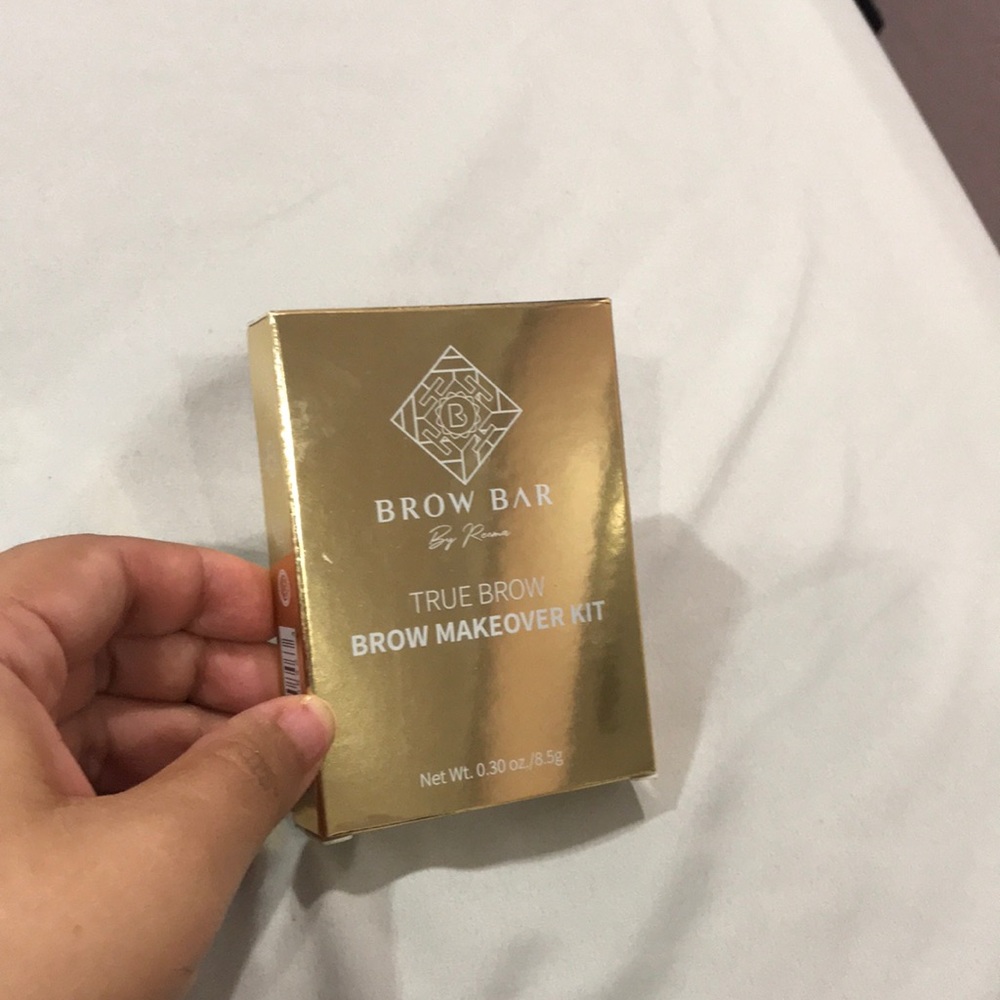 B
BROW BAR
By Reema
TRUE BROW
BROW MAKEOVER KIT
Net Wt. 0.30 oz./8.5g